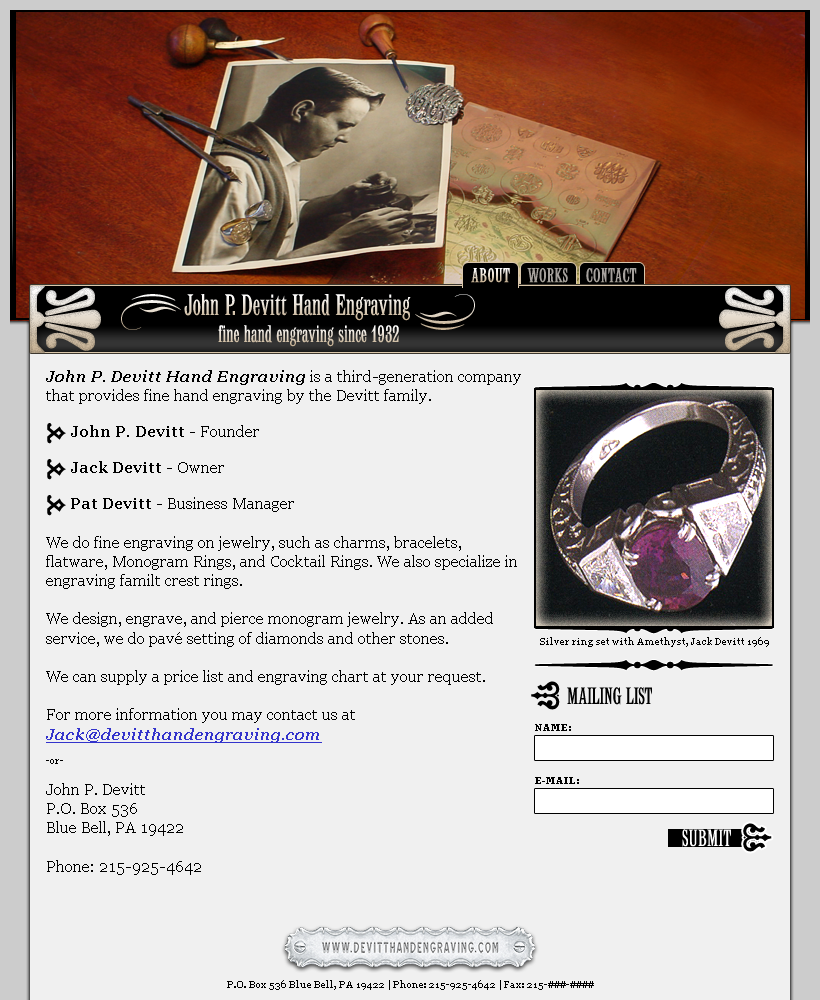 ABOUT WORKS CONTACT
John P. Devitt Hand Engraving
fine hand engraving since 1932
John P. Devitt Hand Engraving is a third-generation company
that provides fine hand engraving by the Devitt family.
John P. Devitt - Founder
Jack Devitt - Owner
Pat Devitt - Business Manager
We do fine engraving on jewelry, such as charms, bracelets,
flatware, Monogram Rings, and Cocktail Rings. We also specialize in
engraving familt crest rings.
We design, engrave, and pierce monogram jewelry. As an added
service, we do pavé setting of diamonds and other stones.
We can supply a price list and engraving chart at your request.
For more information you may contact us at
Jack@devitthandengraving.com
-or-
John P. Devitt
P.O. Box 536
Blue Bell, PA 19422
Phone: 215-925-4642
Silver ring set with Amethyst, Jack Devitt 1969
MAILING LIST
NAME:
E-MAIL:
SUBMIT
WWW.DEVITTHANDENGRAVING.COM
P.O. Box 536 Blue Bell, PA 19422 | Phone: 215-925-4642 | Fax: 215-###-####